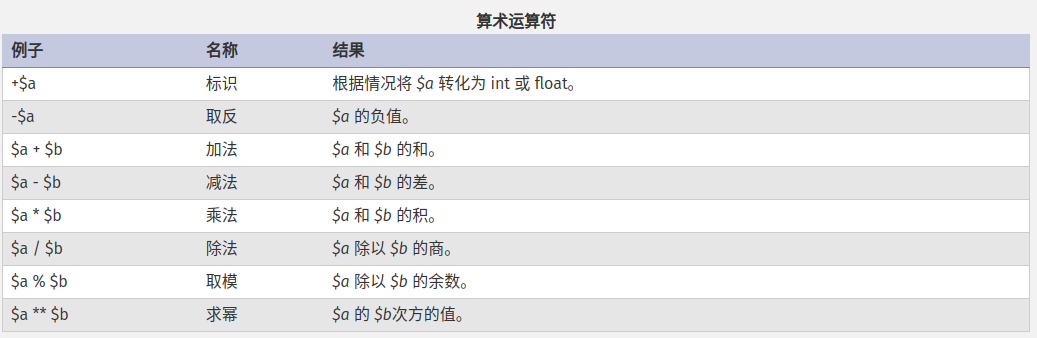 算术运算符
例子 名称 结果
+$a 标识 根据情况将 $a 转化为 int 或 float。
-$a 取反 $a 的负值。
$a + $b 加法 $a 和 $b 的和。
$a - $b 减法 $a 和 $b 的差。
$a * $b 乘法 $a 和 $b 的积。
$a / $b 除法 $a 除以 $b 的商。
$a % $b 取模 $a 除以 $b 的余数。
$a ** $b 求幂 $a 的 $b次方的值。